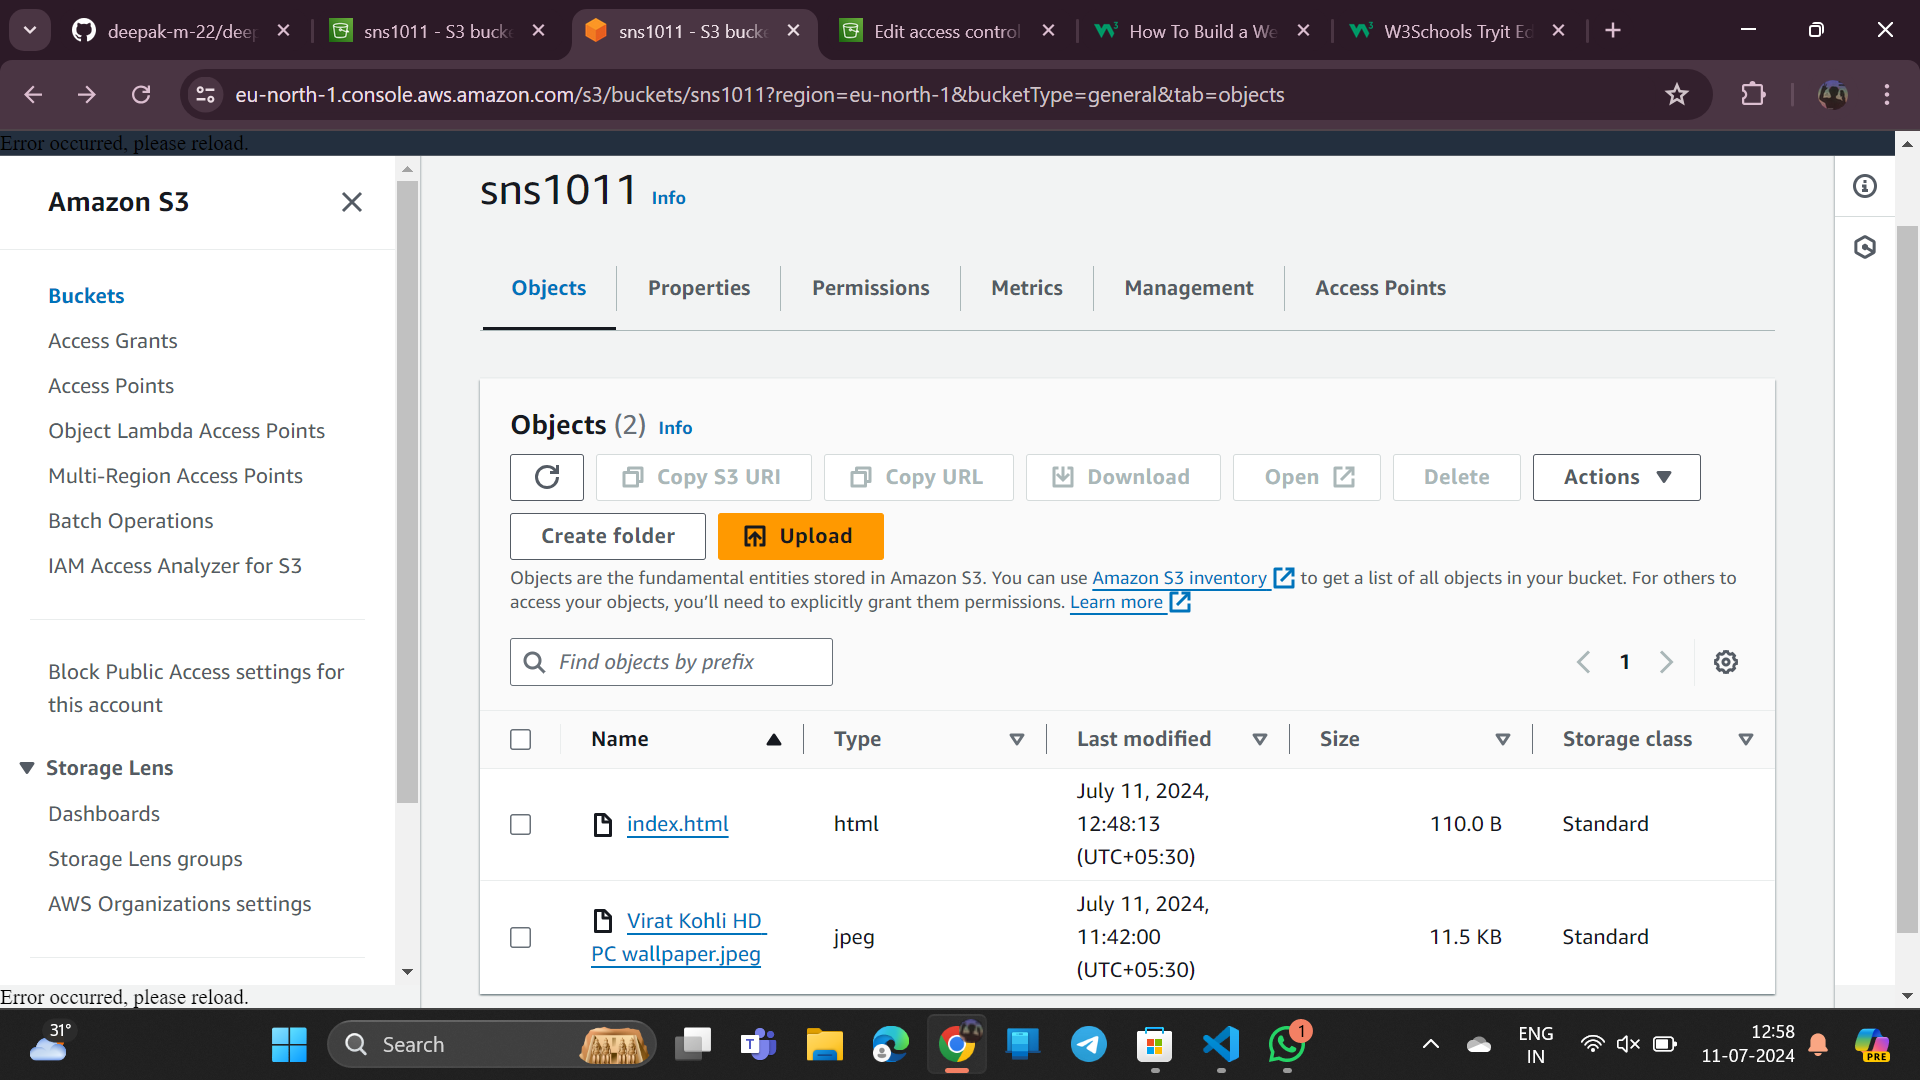 deepak-m-22/deep
sns1011 - S3 bucke
sns1011 - S3 bucke
Edit access control
How To Build a We
W3Schools Tryit Ed
eu-north-1.console.aws.amazon.com/s3/buckets/sns1011?region=eu-north-1&bucketType=general&tab=objects
Error occurred, please reload.
Amazon S3
Buckets
Access Grants
Access Points
Object Lambda Access Points
Multi-Region Access Points
Batch Operations
IAM Access Analyzer for S3
Block Public Access settings for
this account
Storage Lens
Dashboards
Storage Lens groups
AWS Organizations settings
Error occurred, please reload.
sns1011 Info
Objects
Properties
Permissions
Metrics
Management
Access Points
Objects (2) Info
Copy S3 URI
Copy URL
Download
Open
Delete
Actions
Create folder
Upload
Objects are the fundamental entities stored in Amazon S3. You can use Amazon S3 inventory to get a list of all objects in your bucket. For others to
access your objects, you’ll need to explicitly grant them permissions. Learn more
Find objects by prefix
1
Name
Type
Last modified
Size
Storage class
index.html
html
July 11, 2024,
12:48:13
(UTC+05:30)
110.0 B
Standard
Virat Kohli HD
PC wallpaper.jpeg
jpeg
July 11, 2024,
11:42:00
(UTC+05:30)
11.5 KB
Standard
31°
Search
1
ENG
IN
12:58
11-07-2024
PRE